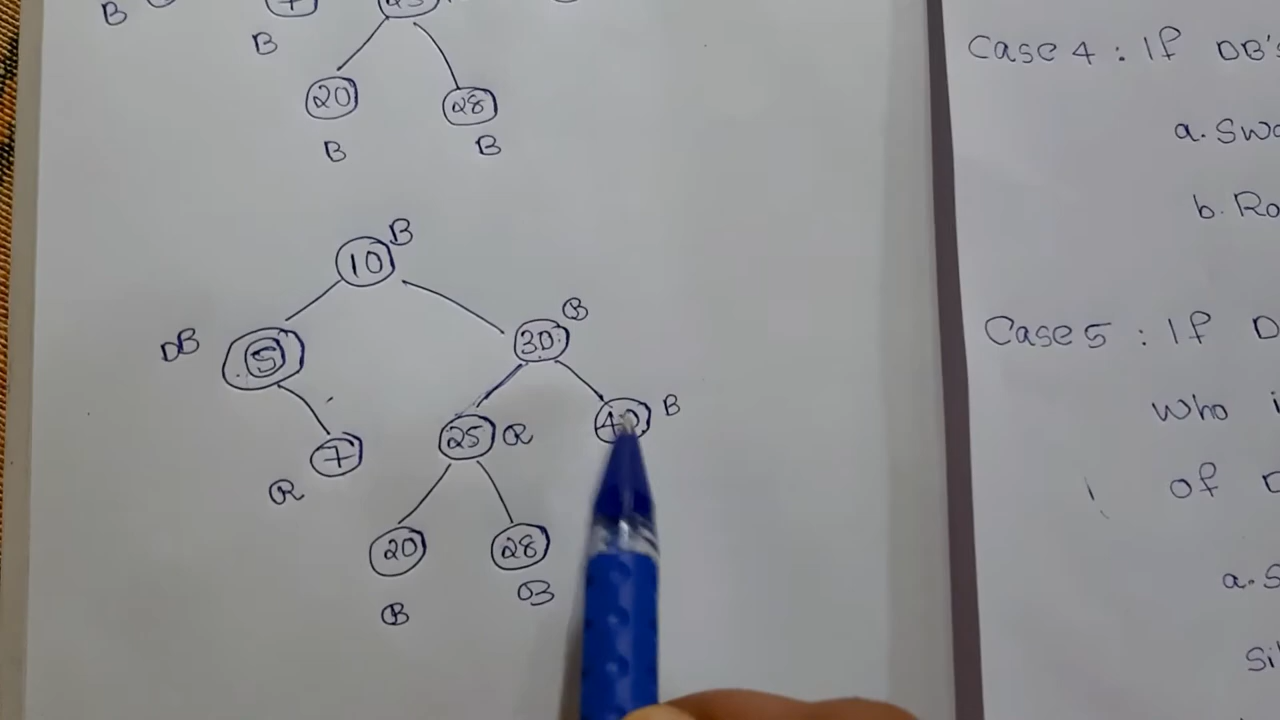 B
B
20
28
B
B
10 B
DB 5
30 B
7
R
25 R
40 B
20
28
B
B
Case 4 : If DB's
a. Swa
b. Ro
Case 5 : If D
Who i
of D
a. S
Sib